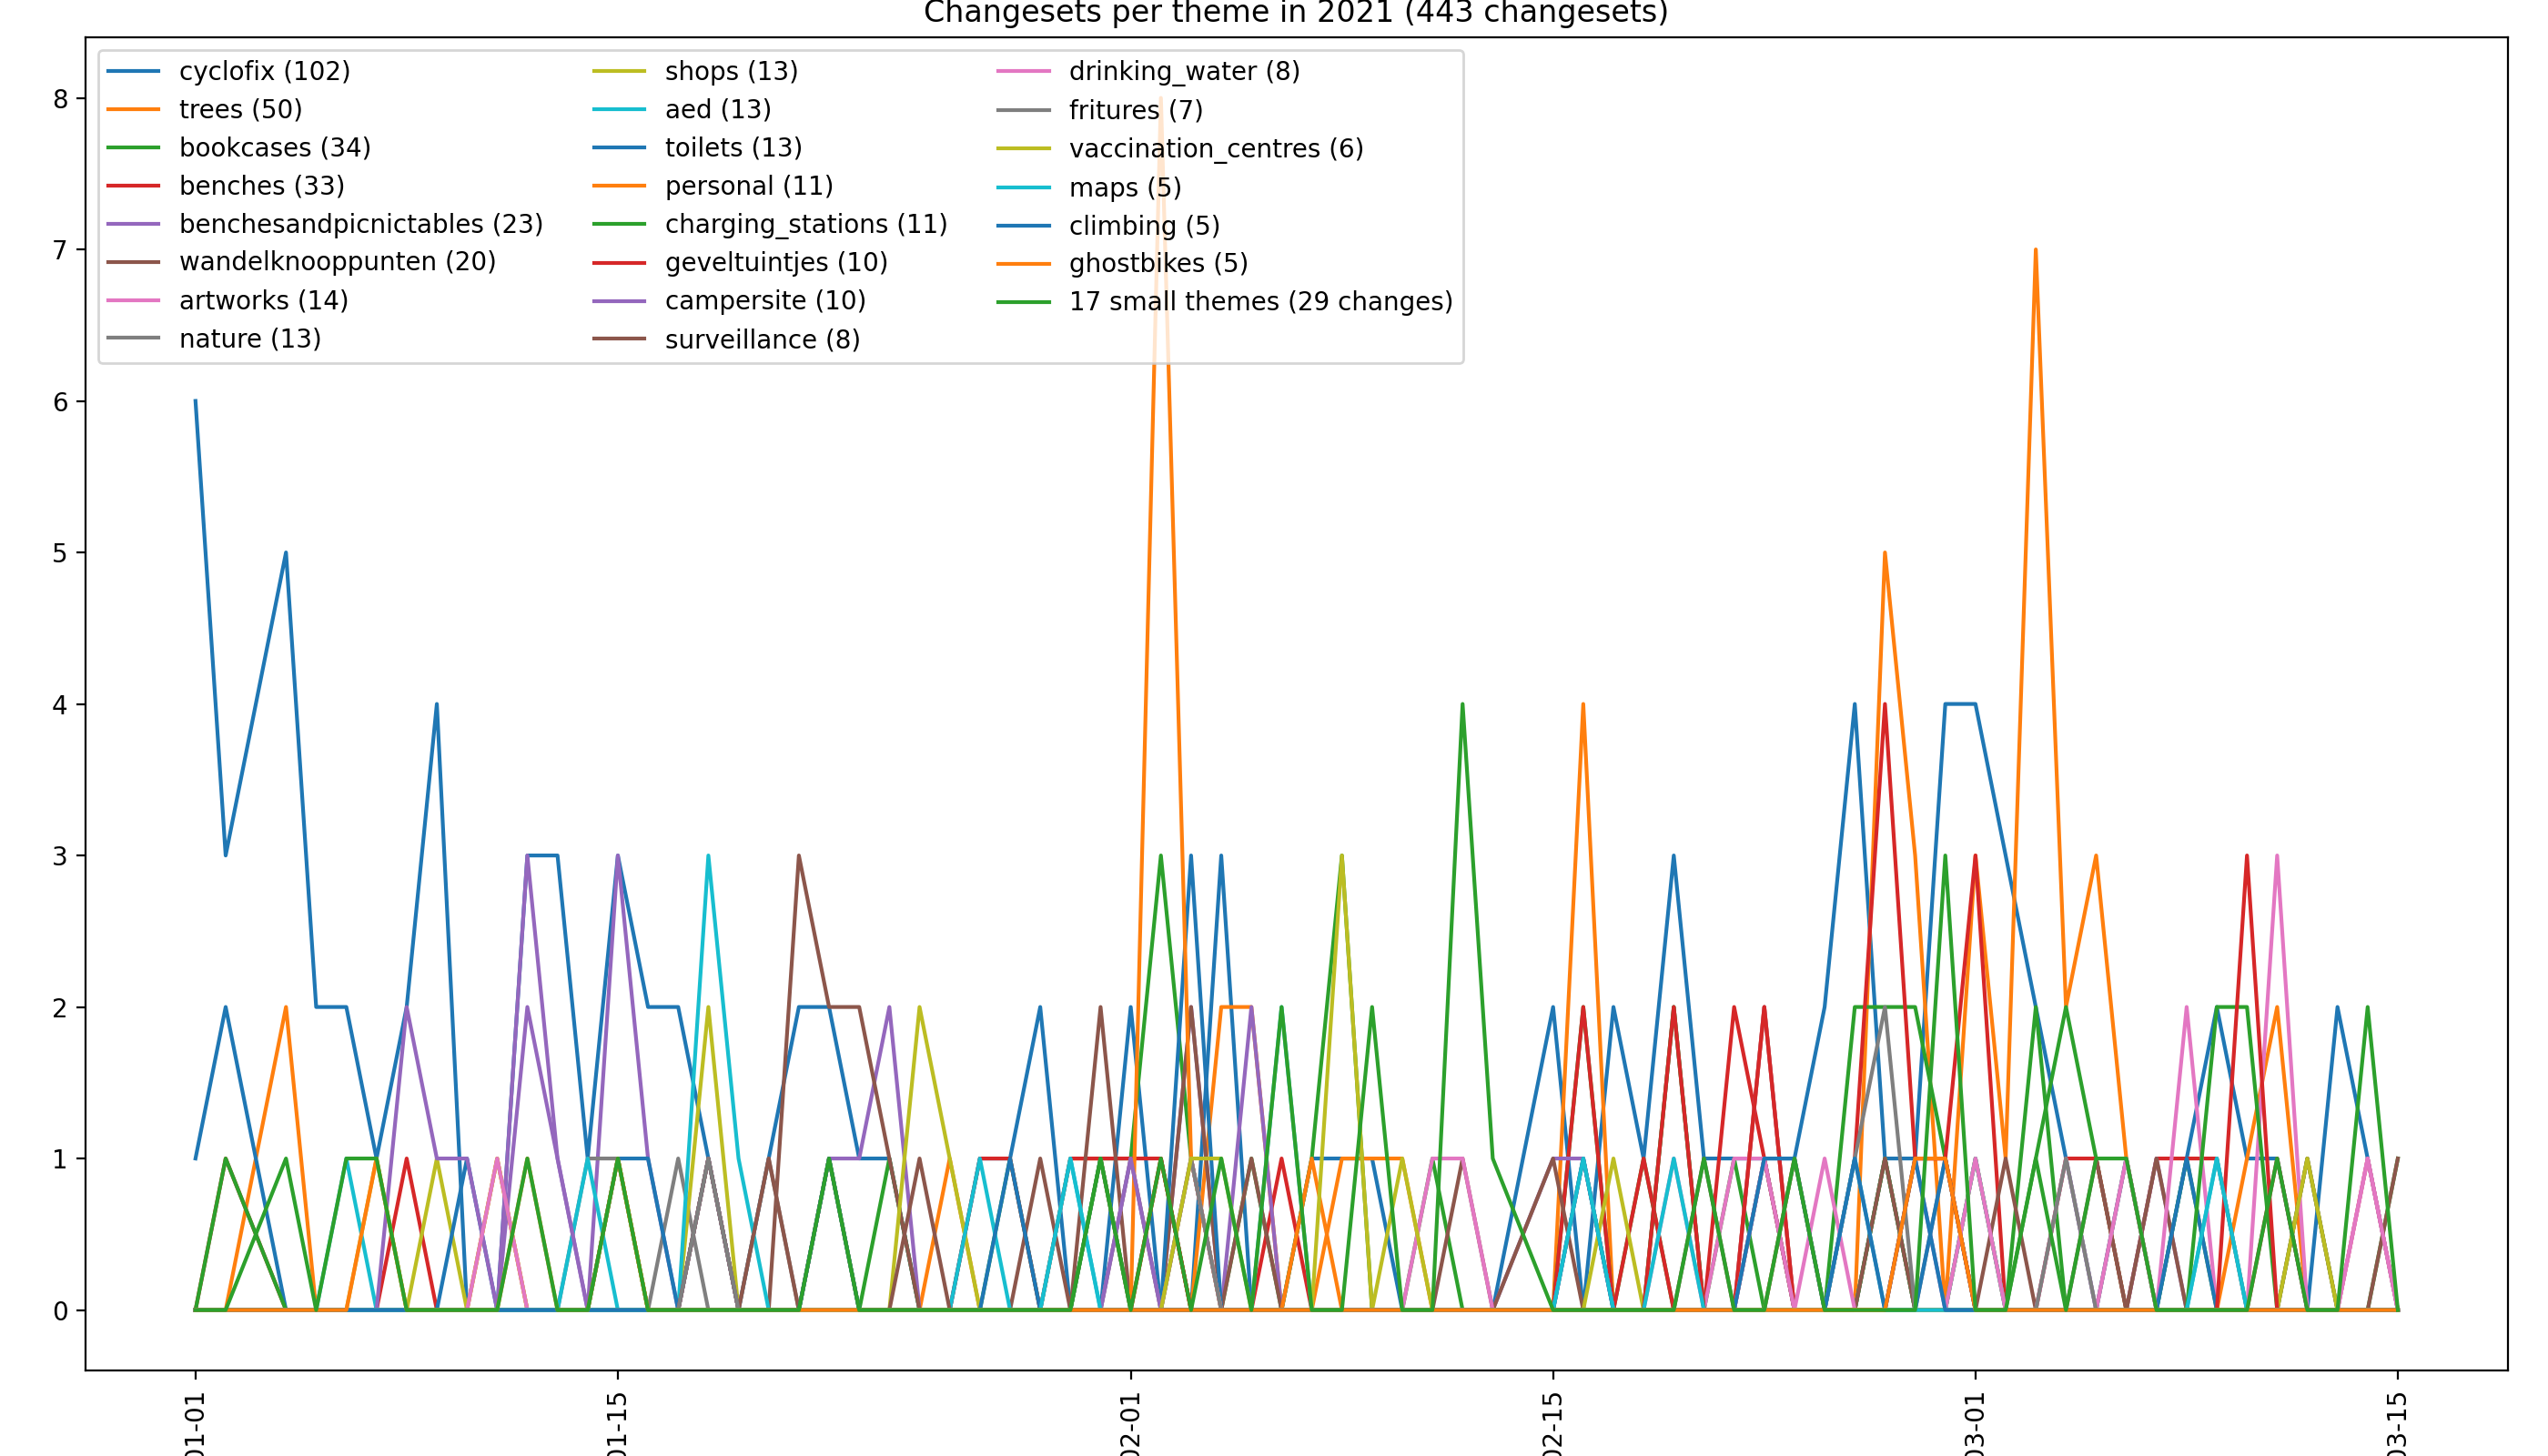 Changesets per theme in 2021 (443 changesets)
cyclofix (102)
trees (50)
bookcases (34)
benches (33)
benchesandpicnictables (23)
wandelknooppunten (20)
artworks (14)
nature (13)
shops (13)
aed (13)
toilets (13)
personal (11)
charging_stations (11)
geveltuintjes (10)
campersite (10)
surveillance (8)
drinking_water (8)
fritures (7)
vaccination_centres (6)
maps (5)
climbing (5)
ghostbikes (5)
17 small themes (29 changes)
8
7
6
5
4
3
2
1
0
01-01
01-15
02-01
02-15
03-01
03-15